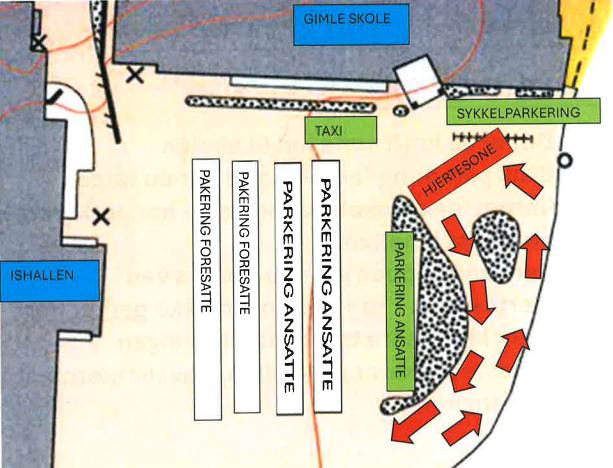 GIMLE SKOLE
SYKKELPARKERING
TAXI
HJERTESONE
PAKERING FORESATTE
PAKERING FORESATTE
PARKERING ANSATTE
PARKERING ANSATTE
PARKERING ANSATTE
ISHALLEN